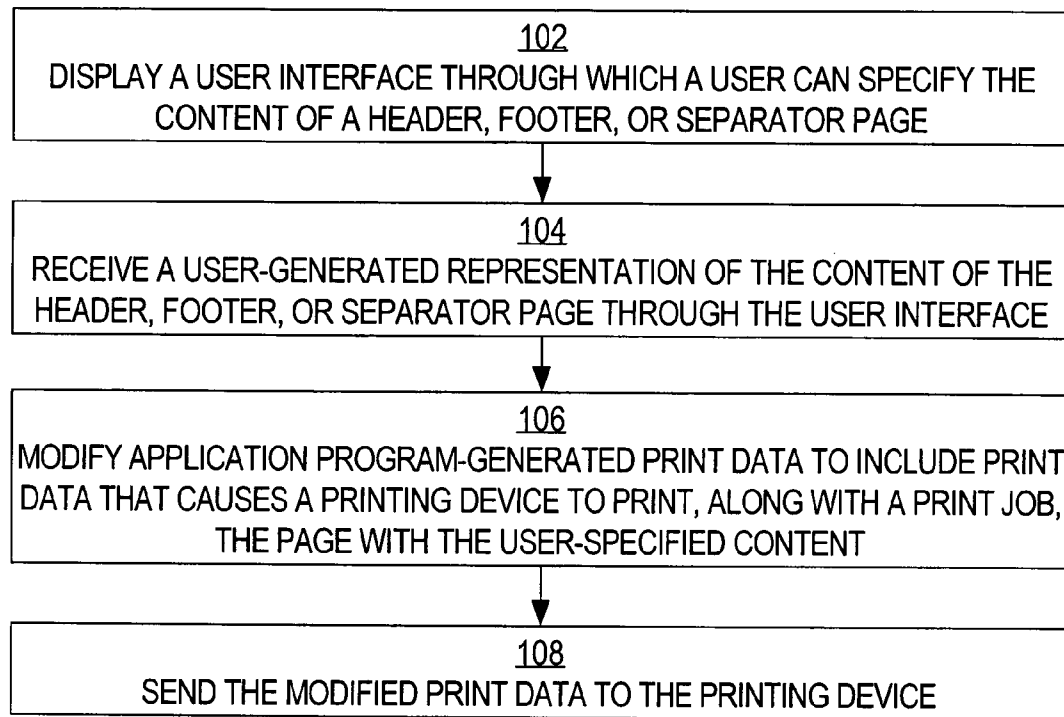 102
DISPLAY A USER INTERFACE THROUGH WHICH A USER CAN SPECIFY THE
CONTENT OF A HEADER, FOOTER, OR SEPARATOR PAGE
104
RECEIVE A USER-GENERATED REPRESENTATION OF THE CONTENT OF THE
HEADER, FOOTER, OR SEPARATOR PAGE THROUGH THE USER INTERFACE
106
MODIFY APPLICATION PROGRAM-GENERATED PRINT DATA TO INCLUDE PRINT
DATA THAT CAUSES A PRINTING DEVICE TO PRINT, ALONG WITH A PRINT JOB,
THE PAGE WITH THE USER-SPECIFIED CONTENT
108
SEND THE MODIFIED PRINT DATA TO THE PRINTING DEVICE